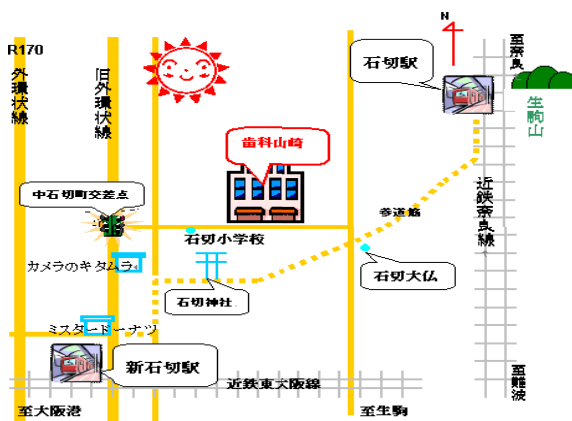 N
R170
外環状線
旧外環状線
石切駅
至奈良
生駒山
歯科山崎
中石切町交差点
参道筋
近鉄奈良線
石切小学校
カメラのキタムラ
石切大仏
石切神社
ミスタードーナツ
新石切駅
近鉄東大阪線
至難波
至大阪港
至生駒